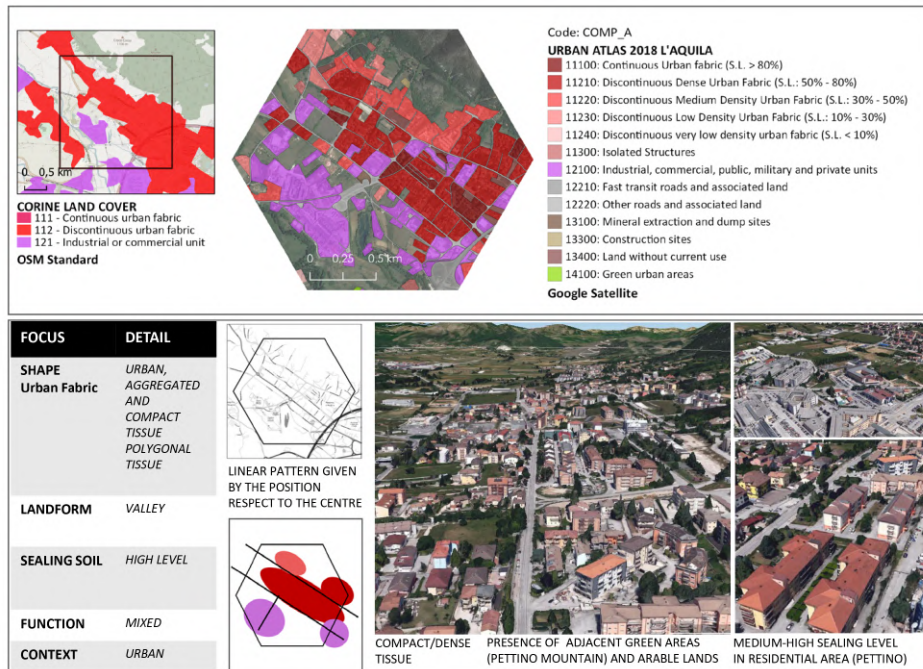 Code: COMP_A
URBAN ATLAS 2018 L'AQUILA
11100: Continuous Urban fabric (S.L. > 80%)
11210: Discontinuous Dense Urban Fabric (S.L.: 50% - 80%)
11220: Discontinuous Medium Density Urban Fabric (S.L.: 30% - 50%)
11230: Discontinuous Low Density Urban Fabric (S.L.: 10% - 30%)
11240: Discontinuous very low density urban fabric (S.L. < 10%)
11300: Isolated Structures
12100: Industrial, commercial, public, military and private units
12210: Fast transit roads and associated land
12220: Other roads and associated land
13100: Mineral extraction and dump sites
13300: Construction sites
13400: Land without current use
14100: Green urban areas
Google Satellite
0 0,5 km
CORINE LAND COVER
111 - Continuous urban fabric
112 - Discontinuous urban fabric
121 - Industrial or commercial unit
OSM Standard
0 0.25 0.5 km
FOCUS DETAIL
SHAPE URBAN,
Urban Fabric AGGREGATED
AND
COMPACT
TISSUE
POLYGONAL
TISSUE
LANDFORM VALLEY
SEALING SOIL HIGH LEVEL
FUNCTION MIXED
CONTEXT URBAN
LINEAR PATTERN GIVEN
BY THE POSITION
RESPECT TO THE CENTRE
COMPACT/DENSE
TISSUE
PRESENCE OF ADJACENT GREEN AREAS
(PETTINO MOUNTAIN) AND ARABLE LANDS
MEDIUM-HIGH SEALING LEVEL
IN RESIDENTIAL AREA (PETTINO)